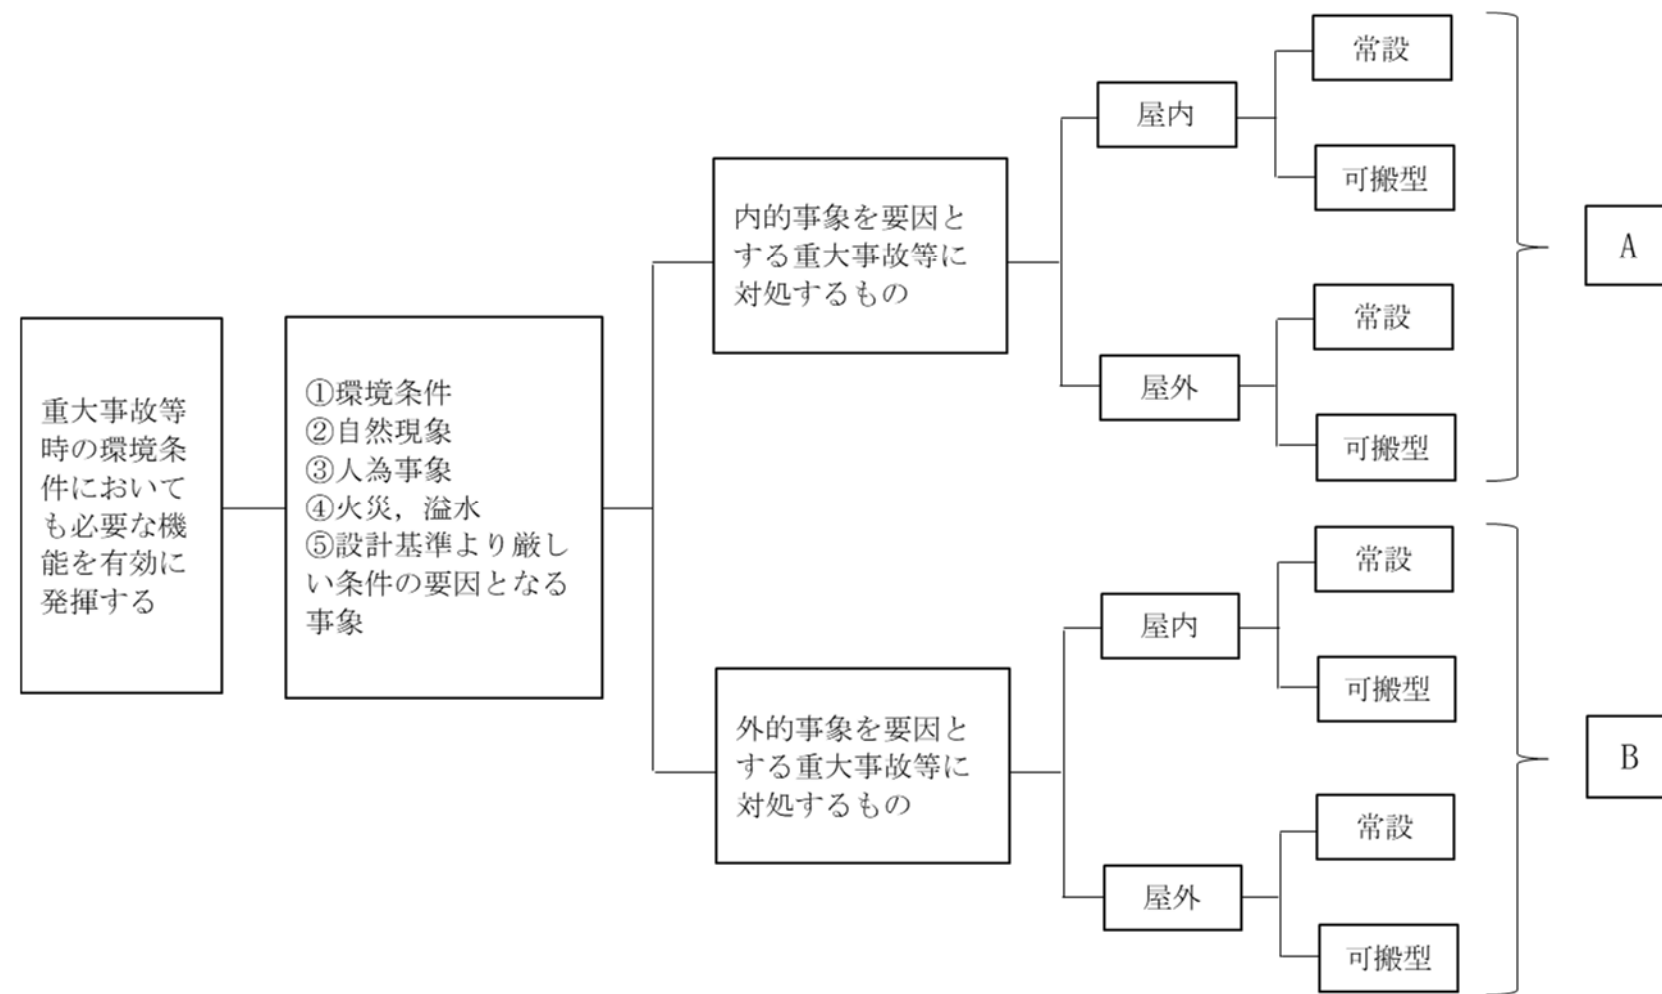 重大事故等
時の環境条
件において
も必要な機
能を有効に
発揮する
①環境条件
②自然現象
③人為事象
④火災，溢水
⑤設計基準より厳し
い条件の要因となる
事象
内的事象を要因と
する重大事故等に
対処するもの
屋内
常設
可搬型
屋外
常設
可搬型
A
外的事象を要因と
する重大事故等に
対処するもの
屋内
常設
可搬型
屋外
常設
可搬型
B